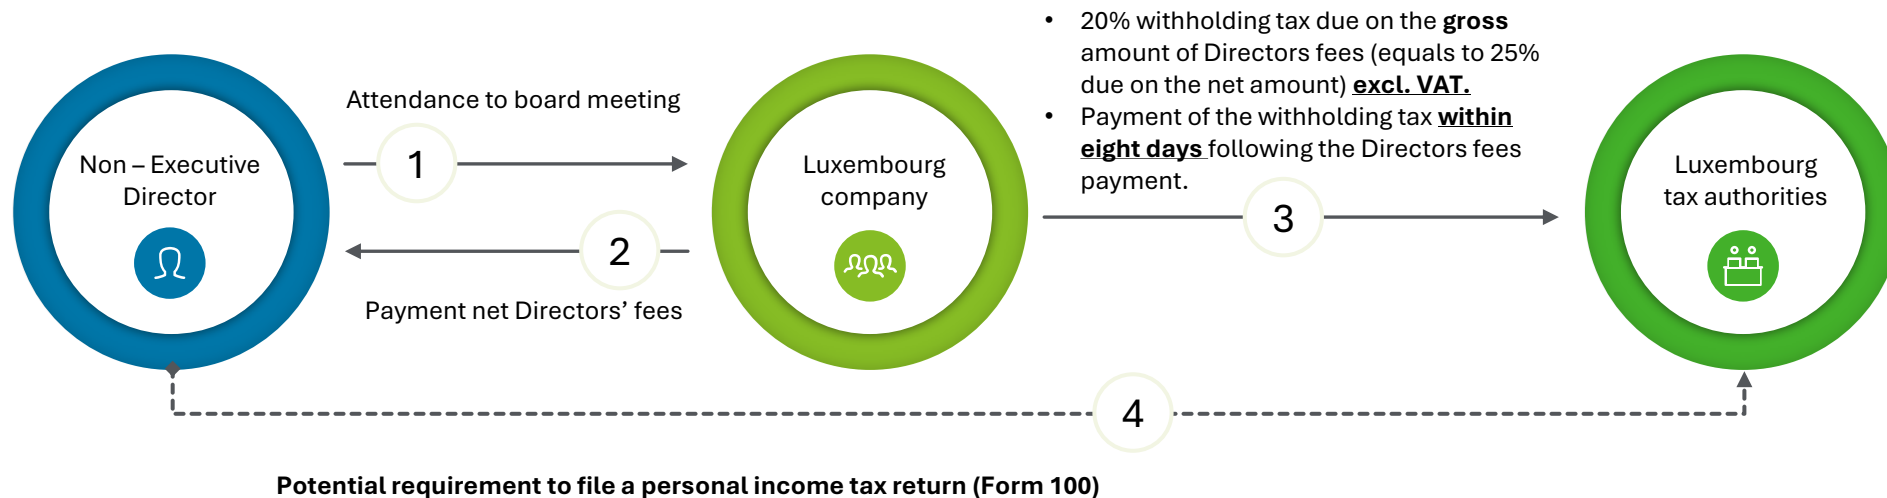 • 20% withholding tax due on the gross
amount of Directors fees (equals to 25%
due on the net amount) excl. VAT.
• Payment of the withholding tax within
eight days following the Directors fees
payment.
Attendance to board meeting
1
Non – Executive
Director
Luxembourg
company
Luxembourg
tax authorities
2
3
Payment net Directors’ fees
4
Potential requirement to file a personal income tax return (Form 100)